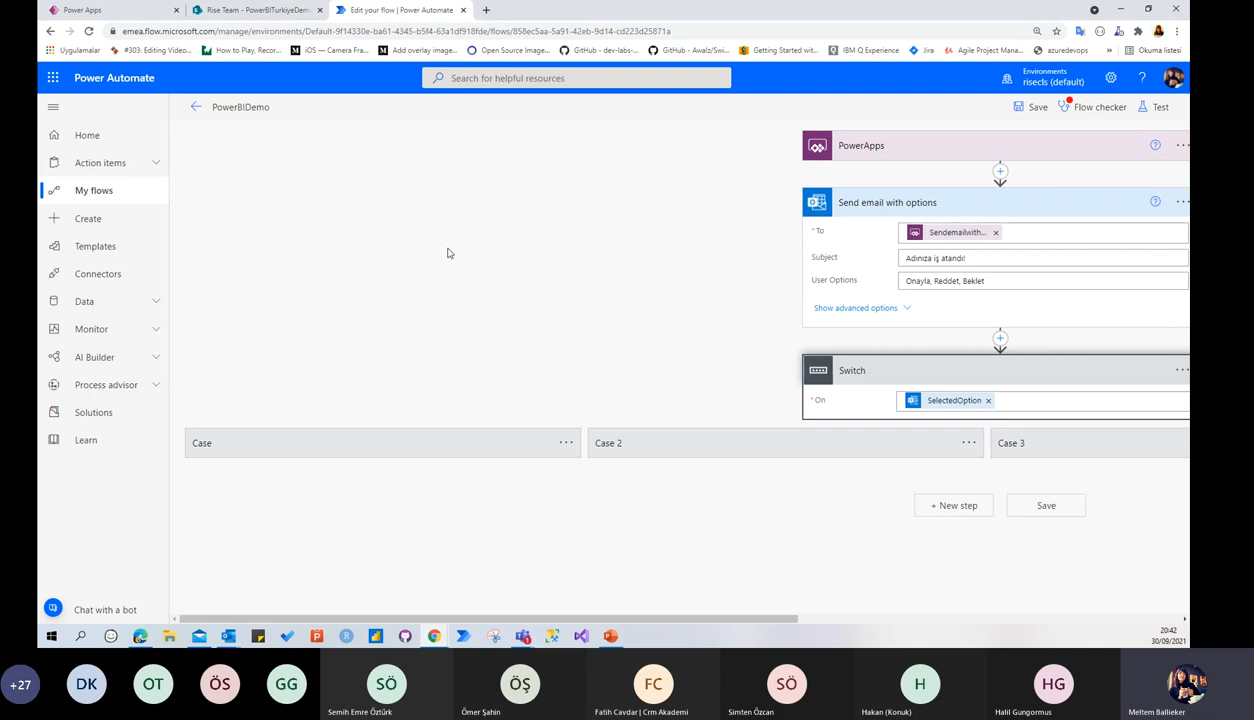 Power Apps
Rise Team - PowerBITurkiyeDem
Edit your flow | Power Automate
emea.flow.microsoft.com/manage/environments/Default-9f14330e-ba61-4345-b5f4-63a1df918fde/flows/858ec5aa-5a91-42eb-9d14-cd223d25871a
Uygulamalar
#303: Editing Video...
How to Play, Recor...
iOS — Camera Fra...
Add overlay image...
Open Source Imag...
GitHub - dev-labs-...
GitHub - Awalz/Swi...
Getting Started wit...
IBM Q Experience
Jira
Agile Project Mana...
azuredevops
»
Okuma listesi
Power Automate
Search for helpful resources
Environments
risecls (default)
PowerBIDemo
Save
Flow checker
Test
Home
Action items
My flows
Create
Templates
Connectors
Data
Monitor
AI Builder
Process advisor
Solutions
Learn
Chat with a bot
PowerApps
Send email with options
* To
Sendemailwith... ×
Subject
Adınıza iş atandı!
User Options
Onayla, Reddet, Beklet
Show advanced options
Switch
* On
SelectedOption ×
Case
Case 2
Case 3
+ New step
Save
20:42
30/09/2021
+27
DK
OT
ÖS
GG
SÖ
Semih Emre Öztürk
ÖŞ
Ömer Şahin
FC
Fatih Cavdar | Crm Akademi
SÖ
Simten Özcan
H
Hakan (Konuk)
HG
Halil Gungormus
Meltem Ballieker